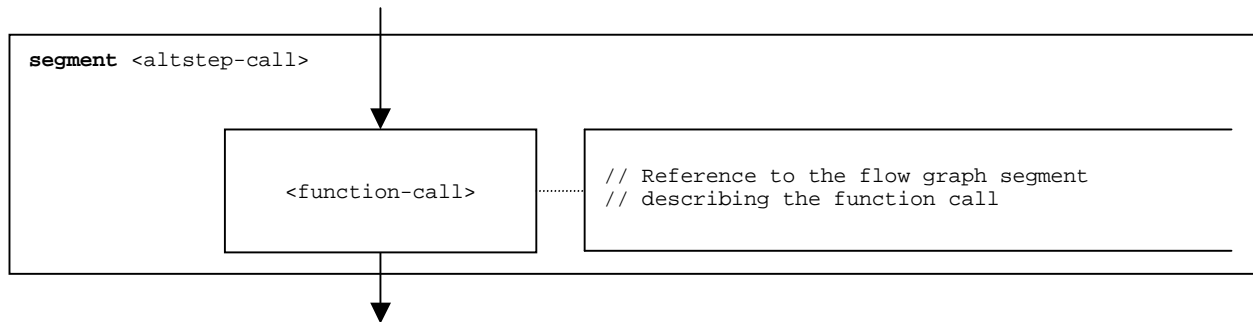 segment <altstep-call>
<function-call>
// Reference to the flow graph segment
// describing the function call